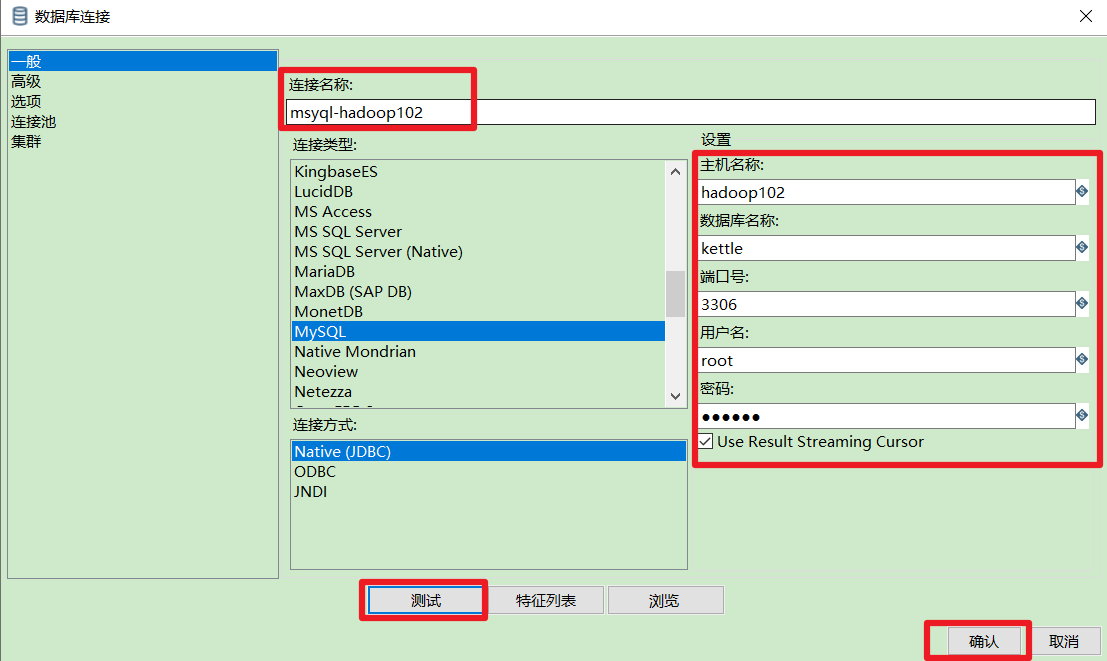 数据库连接
一般
高级
选项
连接池
集群
连接名称:
msyql-hadoop102
连接类型:
KingbaseES
LucidDB
MS Access
MS SQL Server
MS SQL Server (Native)
MariaDB
MaxDB (SAP DB)
MonetDB
MySQL
Native Mondrian
Neoview
Netezza
连接方式:
Native (JDBC)
ODBC
JNDI
设置
主机名称:
hadoop102
数据库名称:
kettle
端口号:
3306
用户名:
root
密码:
●●●●●●
Use Result Streaming Cursor
测试
特征列表
浏览
确认
取消